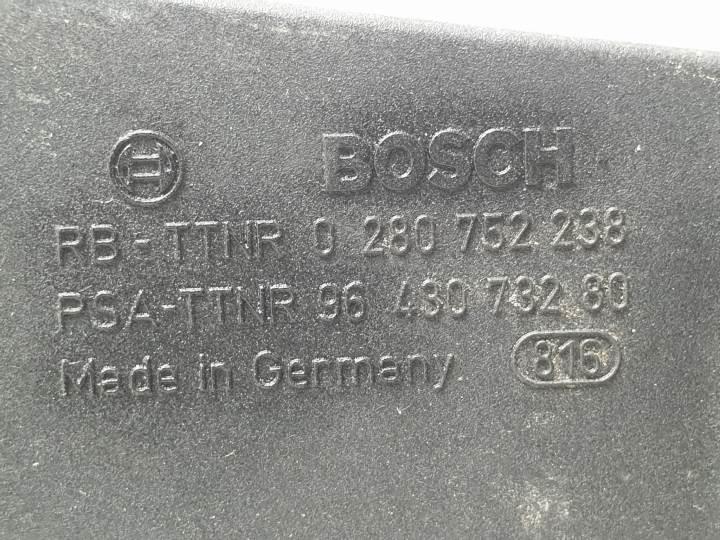 BOSCH
RB-TTNR 0 280 752 238
PSA-TTNR 96 430 732 80
Made in Germany 816